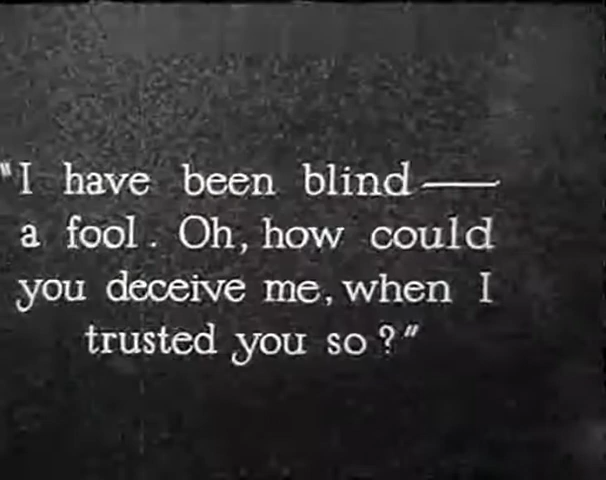 "I have been blind——
a fool. Oh, how could
you deceive me, when I
trusted you so?"